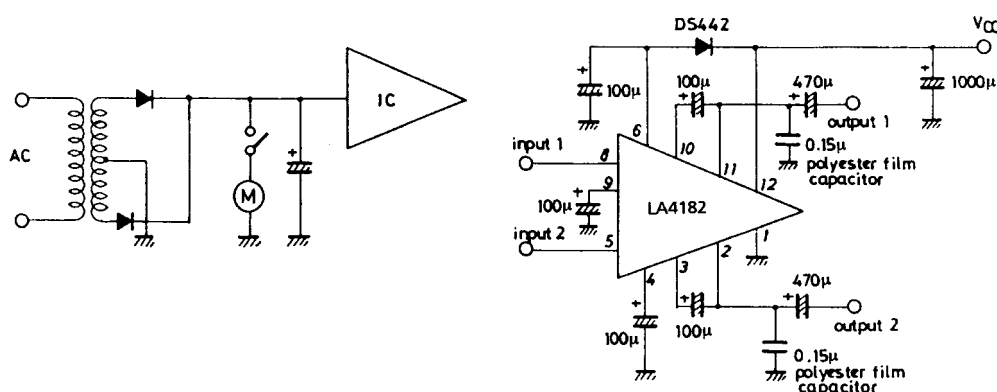 AC
IC
M
+
DS442
Vcc
+
100μ
100μ
+
470μ
+
+
1000μ
output 1
0.15μ
polyester film
capacitor
6
10
11
12
input 1
8
9
+
100μ
LA4182
input 2
5
4
3
2
1
+
100μ
+
100μ
470μ
+
output 2
0.15μ
polyester film
capacitor